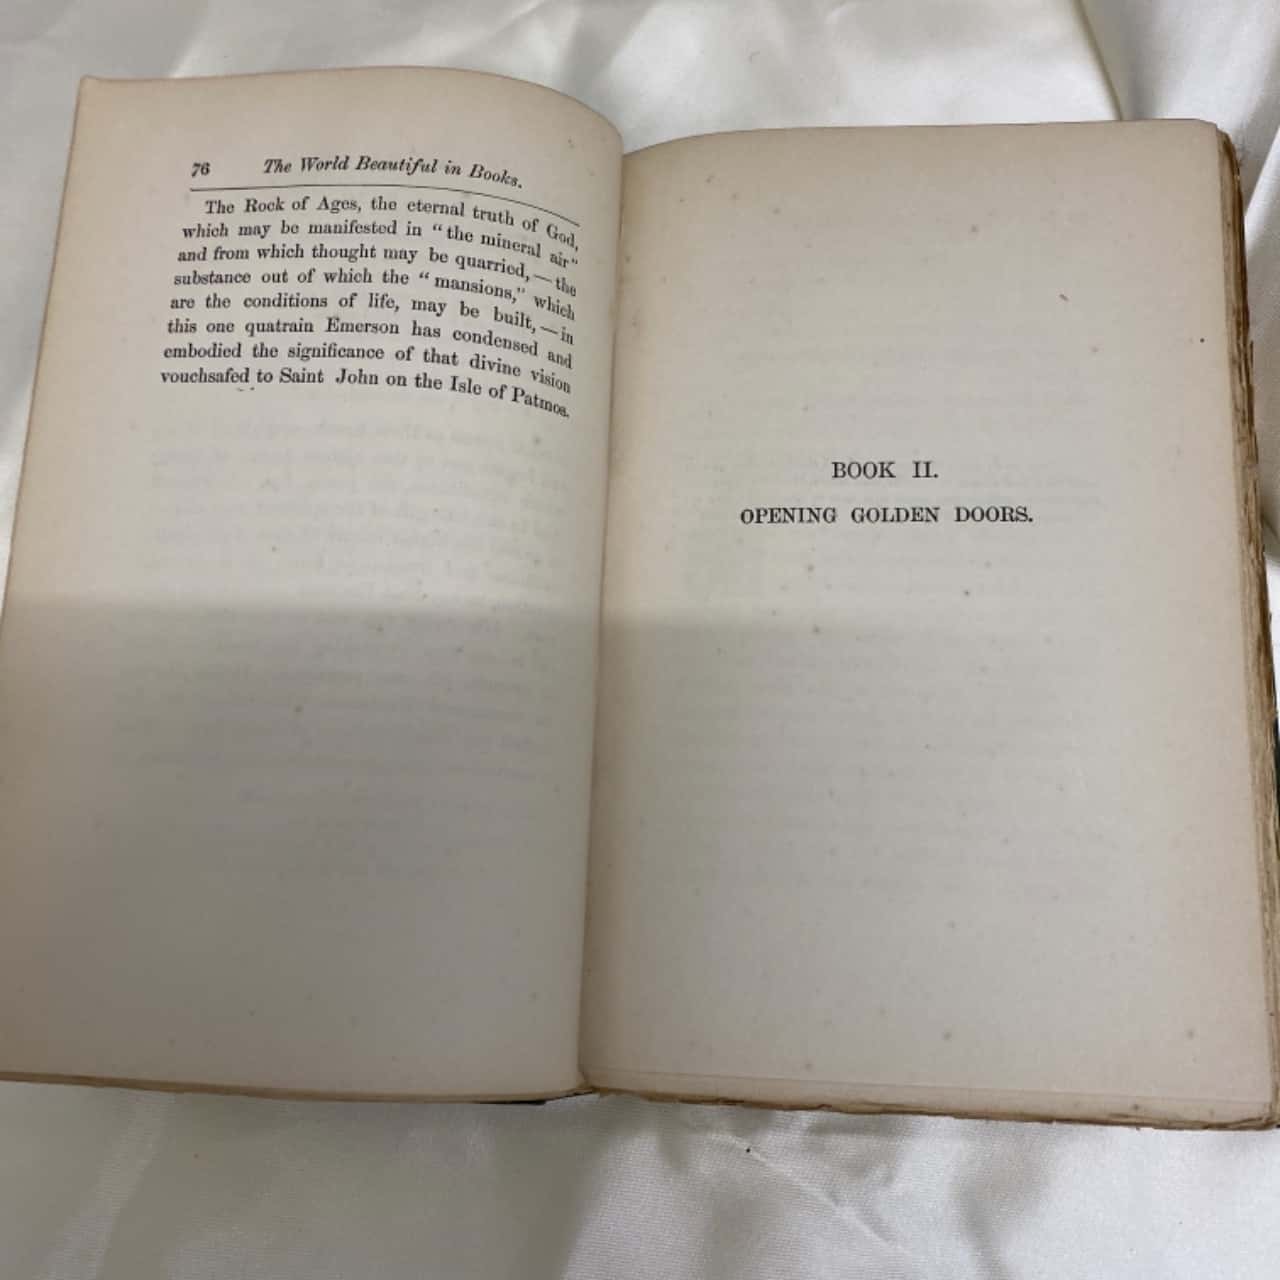 76 The World Beautiful in Books.
The Rock of Ages, the eternal truth of God,
which may be manifested in “the mineral air”
and from which thought may be quarried,—the
substance out of which the “mansions,” which
are the conditions of life, may be built,—in
this one quatrain Emerson has condensed and
embodied the significance of that divine vision
vouchsafed to Saint John on the Isle of Patmos.
BOOK II.
OPENING GOLDEN DOORS.